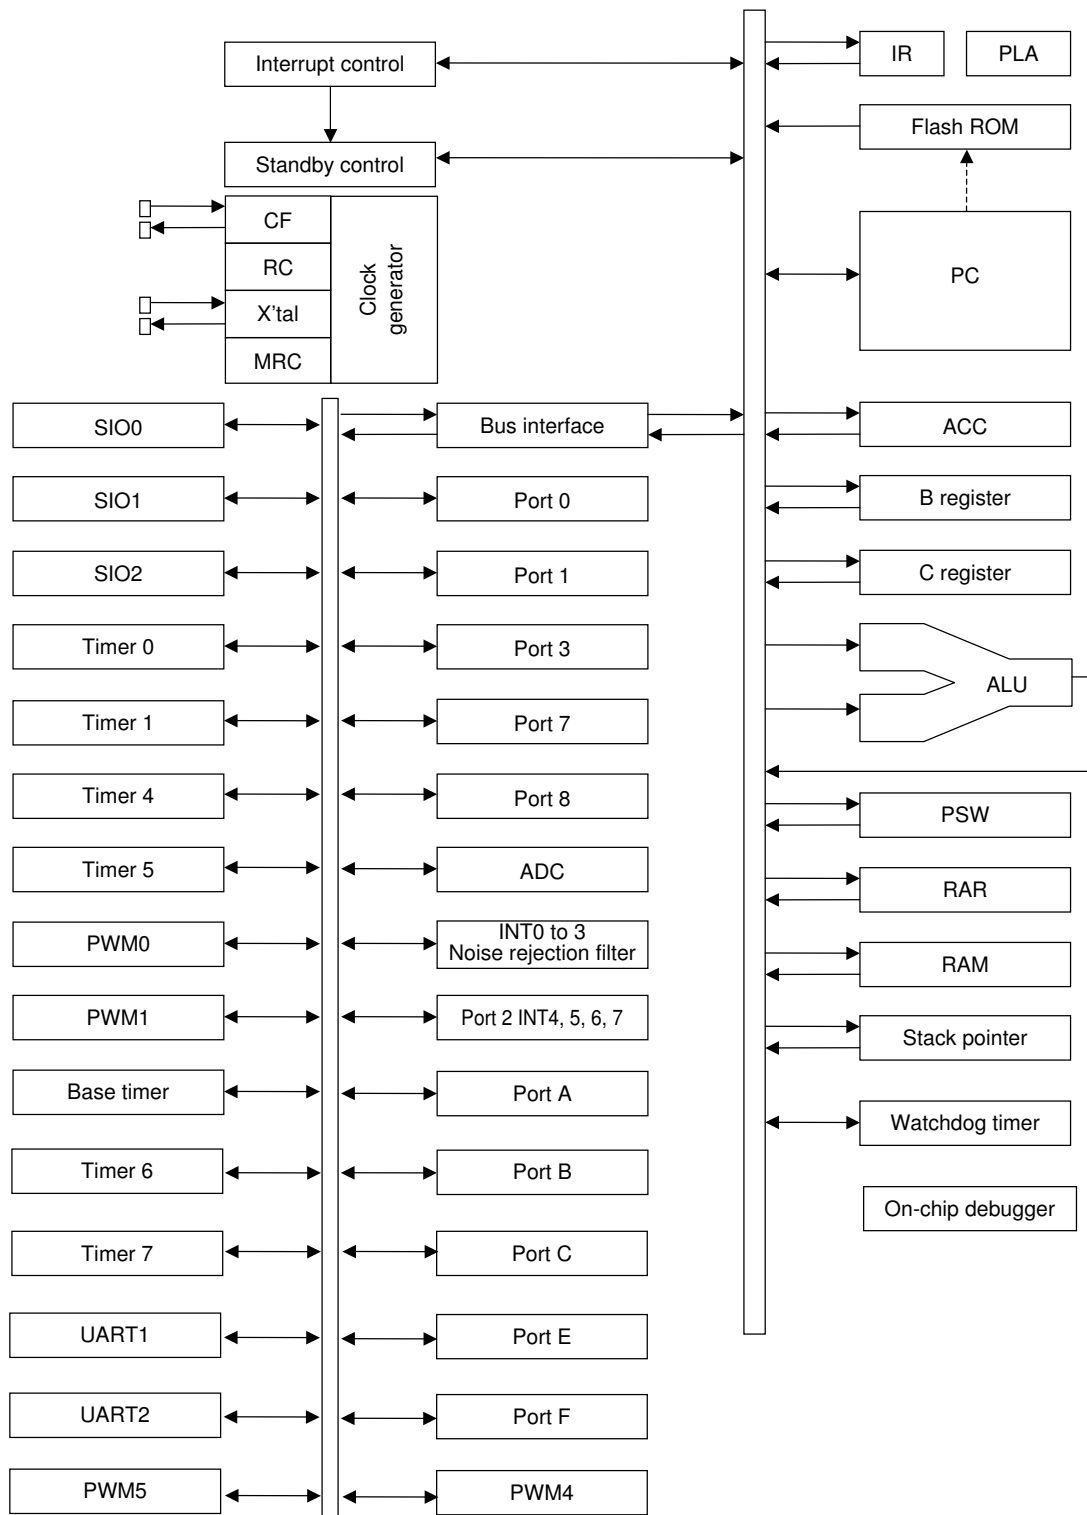 Interrupt control
IR
PLA
Flash ROM
Standby control
CF
RC
X'tal
MRC
Clock
generator
PC
SIO0
Bus interface
ACC
SIO1
Port 0
B register
SIO2
Port 1
C register
Timer 0
Port 3
ALU
Timer 1
Port 7
Timer 4
Port 8
PSW
Timer 5
ADC
RAR
PWM0
INT0 to 3
Noise rejection filter
RAM
PWM1
Port 2 INT4, 5, 6, 7
Stack pointer
Base timer
Port A
Watchdog timer
Timer 6
Port B
On-chip debugger
Timer 7
Port C
UART1
Port E
UART2
Port F
PWM5
PWM4